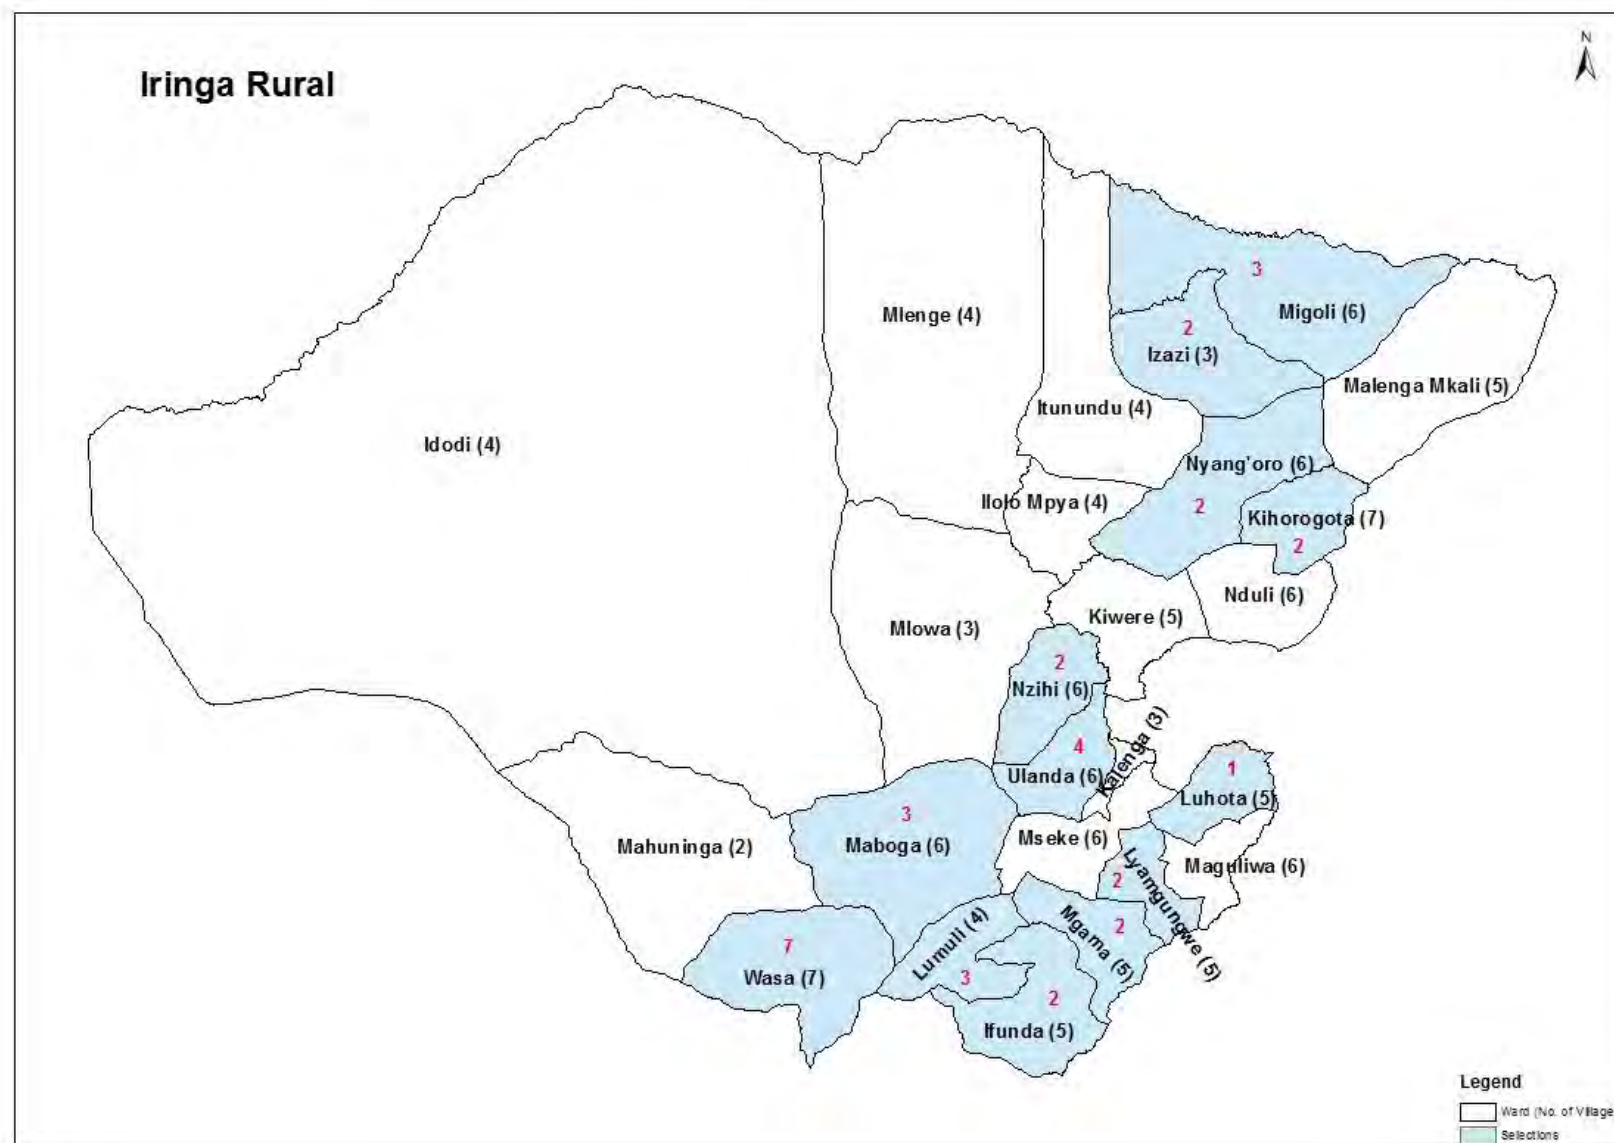 N
Iringa Rural
3
Migoli (6)
Mlenge (4)
2
Izazi (3)
Malenga Mkali (5)
Itunundu (4)
Idodi (4)
Nyang'oro (6)
Ilolo Mpya (4)
2
Kihorogota (7)
2
Nduli (6)
Kiwere (5)
Mlowa (3)
2
Nzihi (6)
Kalenga (3)
4
Ulanda (6)
1
Luhota (5)
3
Maboga (6)
Mseke (6)
Mahuninga (2)
Maguliwa (6)
2
Lyamgungwe (5)
Mgama (5)
2
Lumuli (4)
3
7
Wasa (7)
2
Ifunda (5)
Legend
Ward (No. of Village
Selections